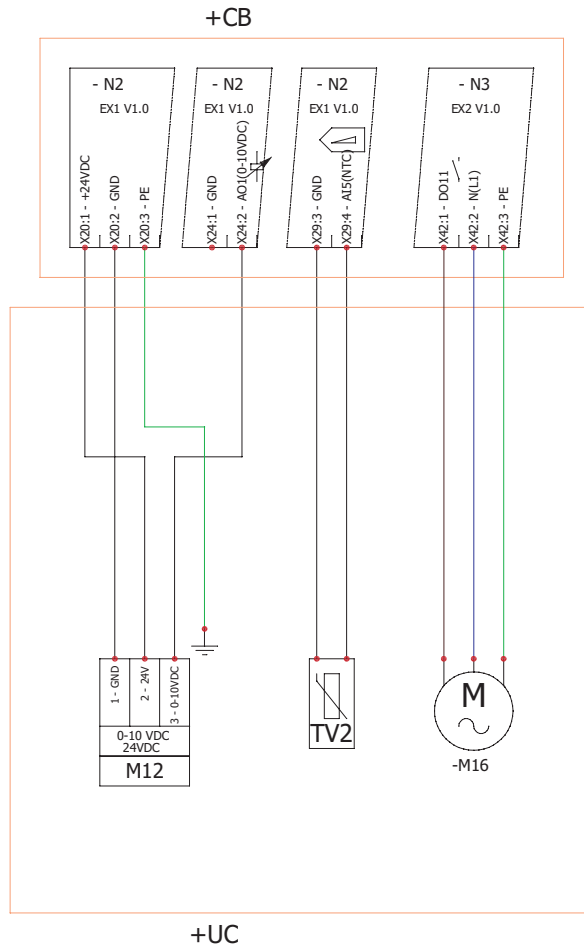 +CB
- N2
EX1 V1.0
X20:1 - +24VDC
X20:2 - GND
X20:3 - PE
- N2
EX1 V1.0
X24:1 - GND
X24:2 - AO1(0-10VDC)
- N2
EX1 V1.0
X29:3 - GND
X29:4 - AI5(NTC)
- N3
EX2 V1.0
X42:1 - DO11
X42:2 - N(L1)
X42:3 - PE
1 - GND
2 - 24V
3 - 0-10VDC
0-10 VDC
24VDC
M12
TV2
M
-M16
+UC